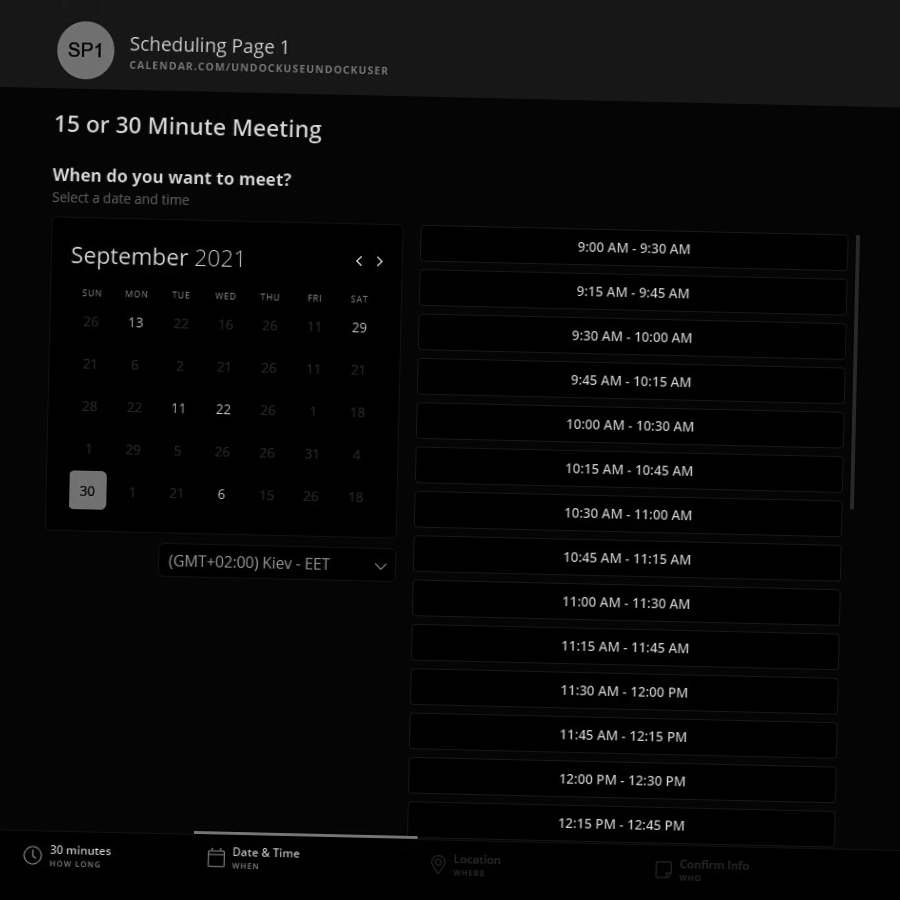 SP1
Scheduling Page 1
CALENDAR.COM/UNDOCKUSEUNDOCKUSER
15 or 30 Minute Meeting
When do you want to meet?
Select a date and time
September 2021
SUN MON TUE WED THU FRI SAT
26 13 22 16 26 11 29
21 6 2 21 26 11 21
28 22 11 22 26 1 18
1 29 5 26 26 31 4
30 1 21 6 15 26 18
(GMT+02:00) Kiev - EET
9:00 AM - 9:30 AM
9:15 AM - 9:45 AM
9:30 AM - 10:00 AM
9:45 AM - 10:15 AM
10:00 AM - 10:30 AM
10:15 AM - 10:45 AM
10:30 AM - 11:00 AM
10:45 AM - 11:15 AM
11:00 AM - 11:30 AM
11:15 AM - 11:45 AM
11:30 AM - 12:00 PM
11:45 AM - 12:15 PM
12:00 PM - 12:30 PM
12:15 PM - 12:45 PM
30 minutes
HOW LONG
Date & Time
WHEN
Location
WHERE
Confirm Info
WHO